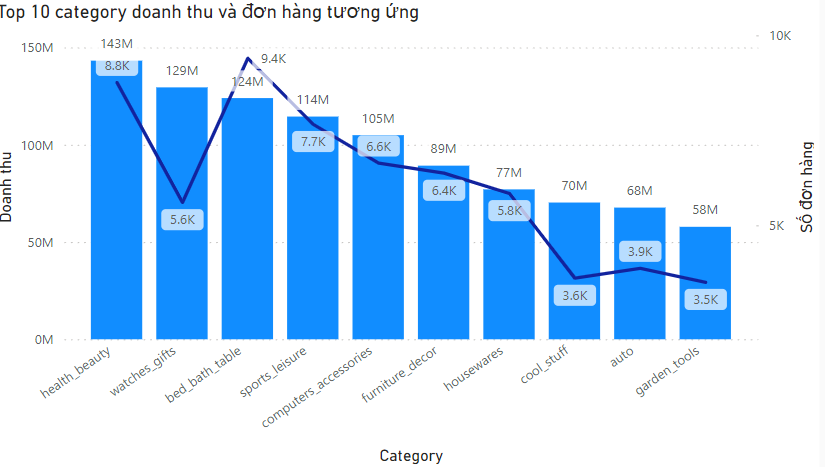 Top 10 category doanh thu và đơn hàng tương ứng
10K
150M
143M
8.8K
129M
9.4K
124M
114M
105M
100M
7.7K
6.6K
89M
77M
6.4K
70M
68M
58M
5.8K
5.6K
5K
50M
3.9K
3.6K
3.5K
0M
Doanh thu
Số đơn hàng
health_beauty
watches_gifts
bed_bath_table
sports_leisure
computers_accessories
furniture_decor
housewares
cool_stuff
auto
garden_tools
Category